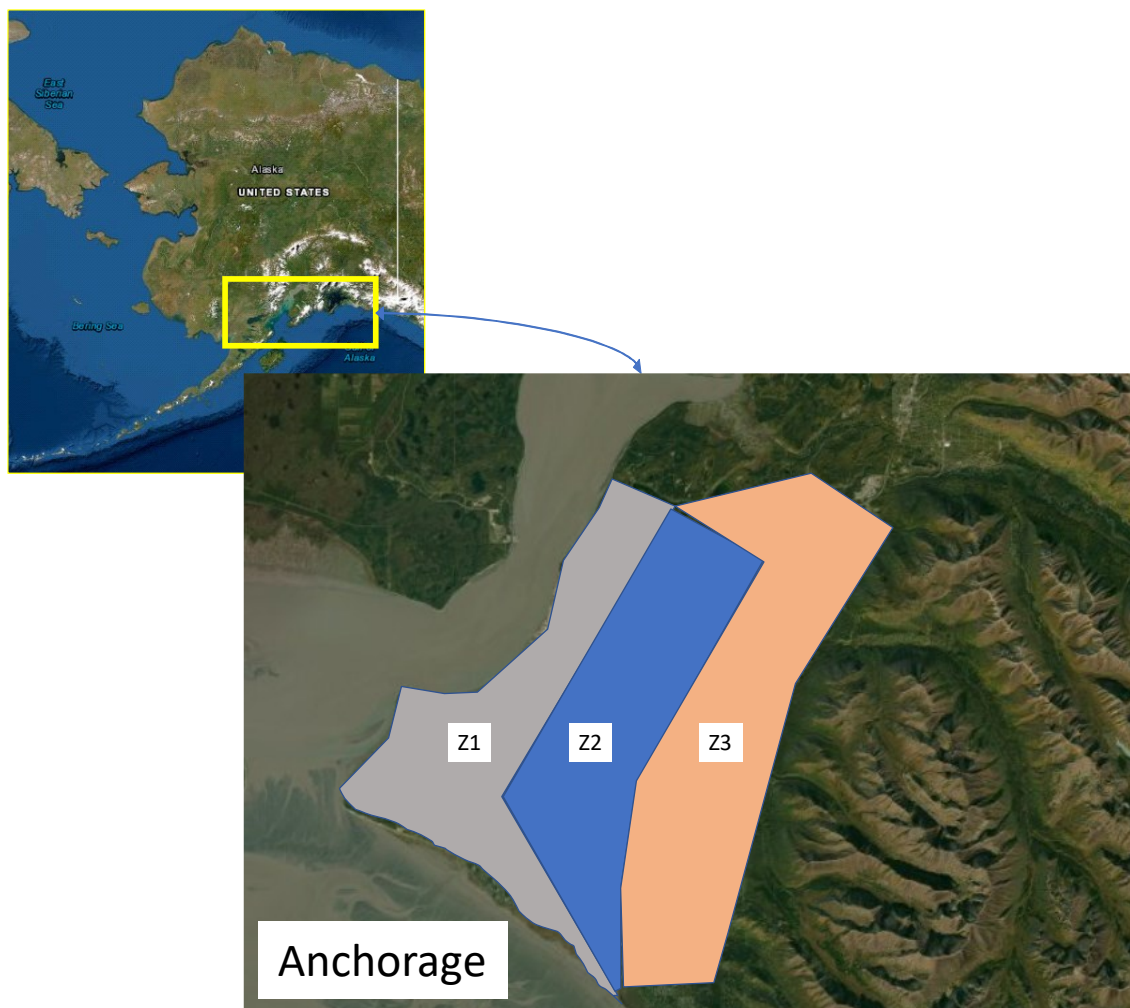 East
Siberian
Sea
Alaska
UNITED STATES
Bering Sea
Alaska
Z1
Z2
Z3
Anchorage